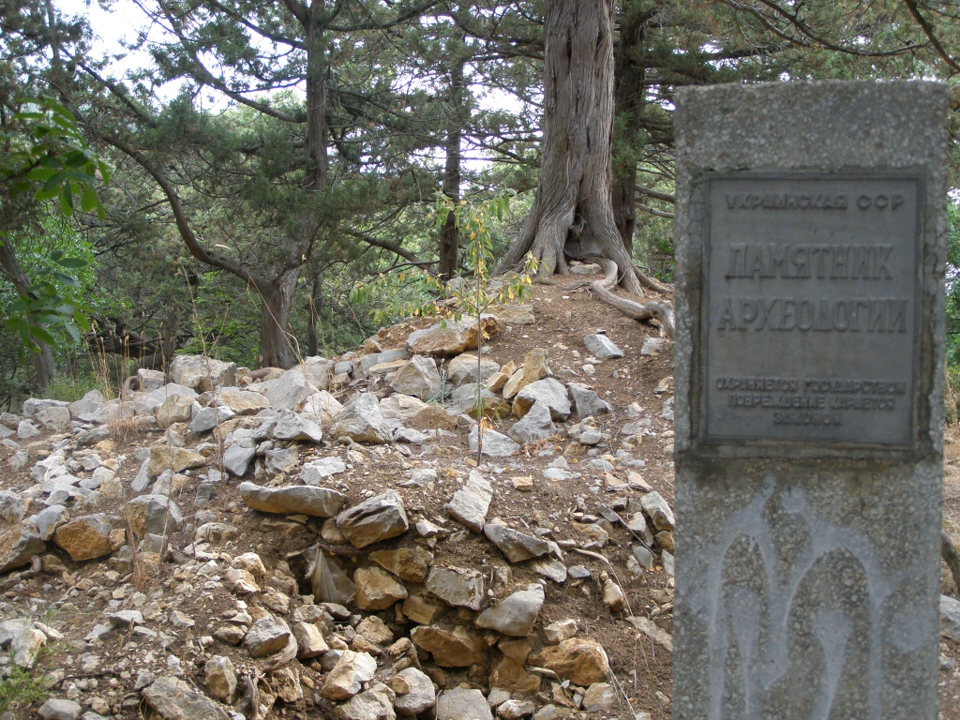 УКРАИНСКАЯ ССР
ПАМЯТНИК
АРХЕОЛОГИИ
ОХРАНЯЕТСЯ ГОСУДАРСТВОМ
ПОВРЕЖДЕНИЕ КАРАЕТСЯ
ЗАКОНОМ